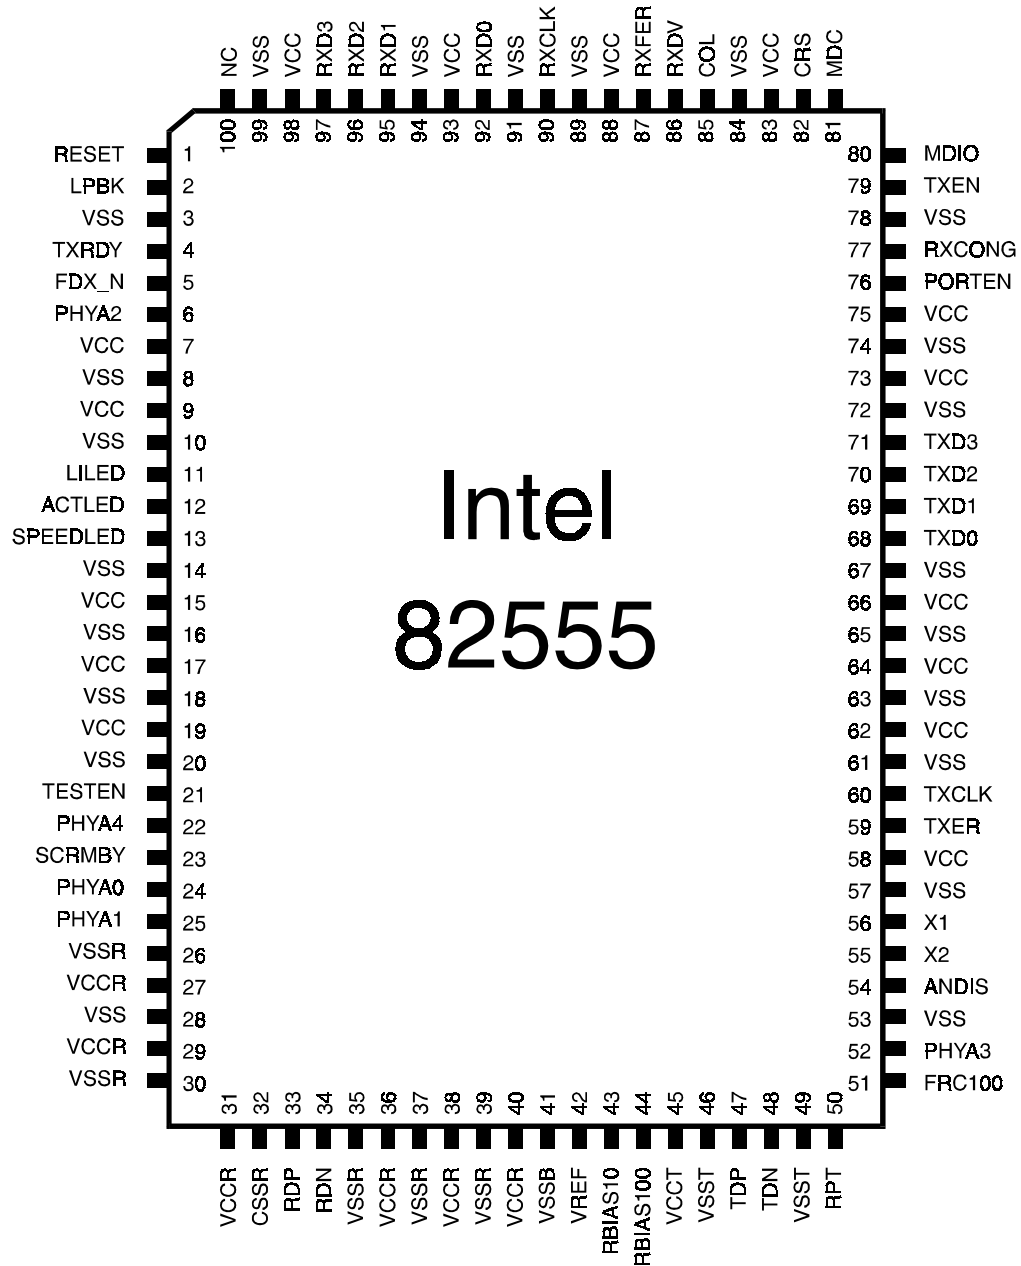 NC VSS VCC RXD3 RXD2 RXD1 VSS VCC RXD0 VSS RXCLK VSS VCC RXFER RXDV COL VSS VCC CRS MDC
100 99 98 97 96 95 94 93 92 91 90 89 88 87 86 85 84 83 82 81
RESET 1 80 MDIO
LPBK 2 79 TXEN
VSS 3 78 VSS
TXRDY 4 77 RXCONG
FDX_N 5 76 PORTEN
PHYA2 6 75 VCC
VCC 7 74 VSS
VSS 8 73 VCC
VCC 9 72 VSS
VSS 10 71 TXD3
LILED 11 70 TXD2
ACTLED 12 69 TXD1
SPEEDLED 13 68 TXD0
VSS 14 67 VSS
VCC 15 66 VCC
VSS 16 65 VSS
VCC 17 64 VCC
VSS 18 63 VSS
VCC 19 62 VCC
VSS 20 61 VSS
TESTEN 21 60 TXCLK
PHYA4 22 59 TXER
SCRMBY 23 58 VCC
PHYA0 24 57 VSS
PHYA1 25 56 X1
VSSR 26 55 X2
VCCR 27 54 ANDIS
VSS 28 53 VSS
VCCR 29 52 PHYA3
VSSR 30 51 FRC100
Intel
82555
31 32 33 34 35 36 37 38 39 40 41 42 43 44 45 46 47 48 49 50
VCCR CSSR RDP RDN VSSR VCCR VSSR VCCR VSSR VCCR VSSB VREF RBIAS10 RBIAS100 VCCT VSST TDP TDN VSST RPT